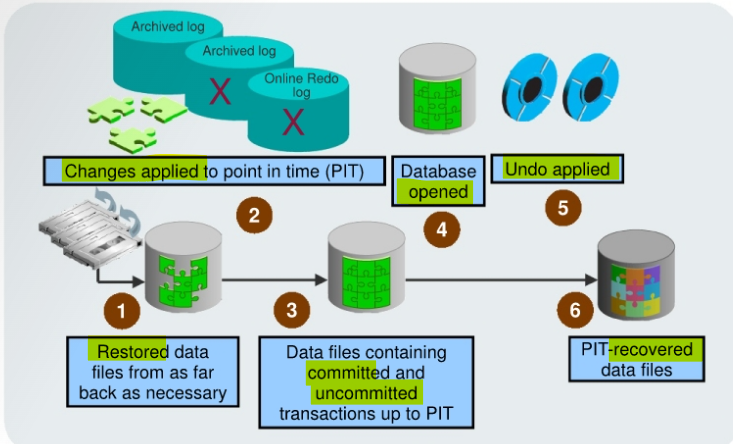 Archived log
Archived log
Online Redo
log
X
X
Changes applied to point in time (PIT)
Database
opened
Undo applied
2
4
5
1
3
6
Restored data
files from as far
back as necessary
Data files containing
committed and
uncommitted
transactions up to PIT
PIT-recovered
data files